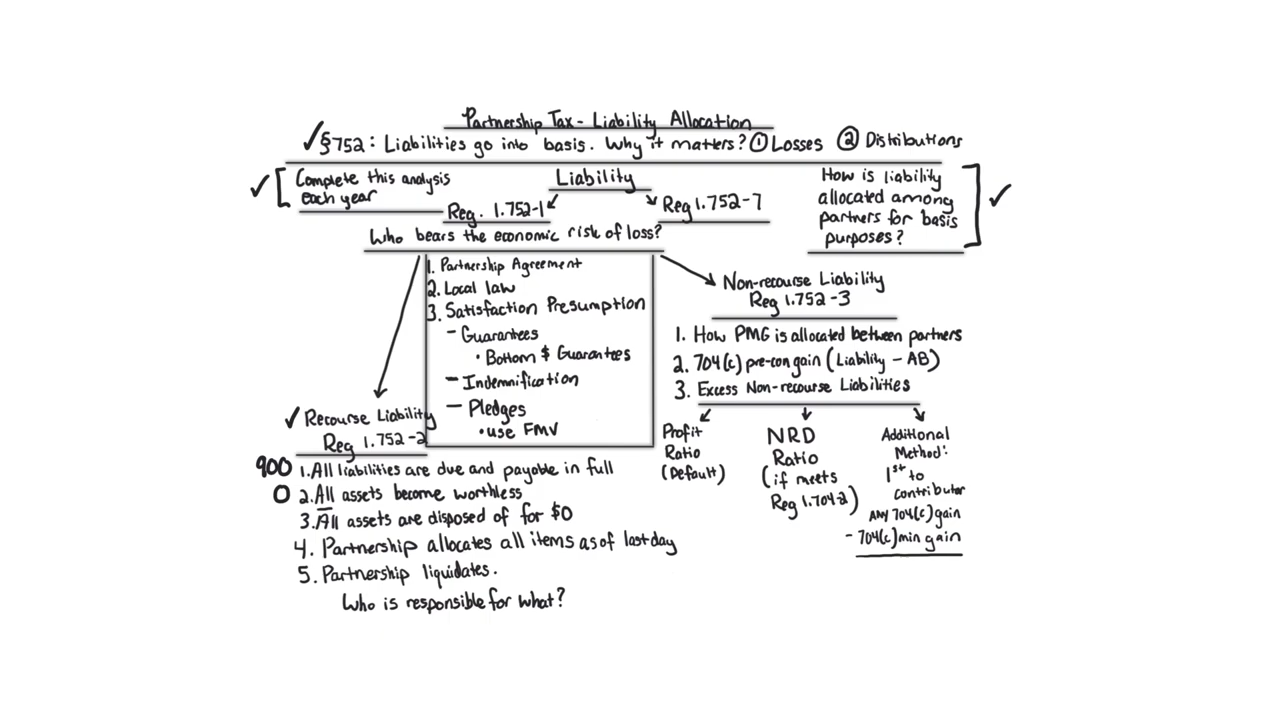 Partnership Tax - Liability Allocation
✓ §752: Liabilities go into basis. Why it matters? ① Losses ② Distributions
✓ [ Complete this analysis
each year
Liability
Reg. 1.752-1
Reg 1.752-7
How is liability
allocated among
partners for basis
purposes? ] ✓
Who bears the economic risk of loss?
1. Partnership Agreement
2. Local law
3. Satisfaction Presumption
- Guarantees
• Bottom $ Guarantees
- Indemnification
- Pledges
• use FMV
Non-recourse Liability
Reg 1.752-3
1. How PMG is allocated between partners
2. 704(c) pre-con gain (Liability - AB)
3. Excess Non-recourse Liabilities
Profit
Ratio
(Default)
NRD
Ratio
(if meets
Reg 1.704-2)
Additional
Method:
1st to
contributor
Any 704(c) gain
- 704(c) min gain
✓ Recourse Liability
Reg 1.752-2
900 1. All liabilities are due and payable in full
0 2. All assets become worthless
3. All assets are disposed of for $0
4. Partnership allocates all items as of last day
5. Partnership liquidates.
Who is responsible for what?